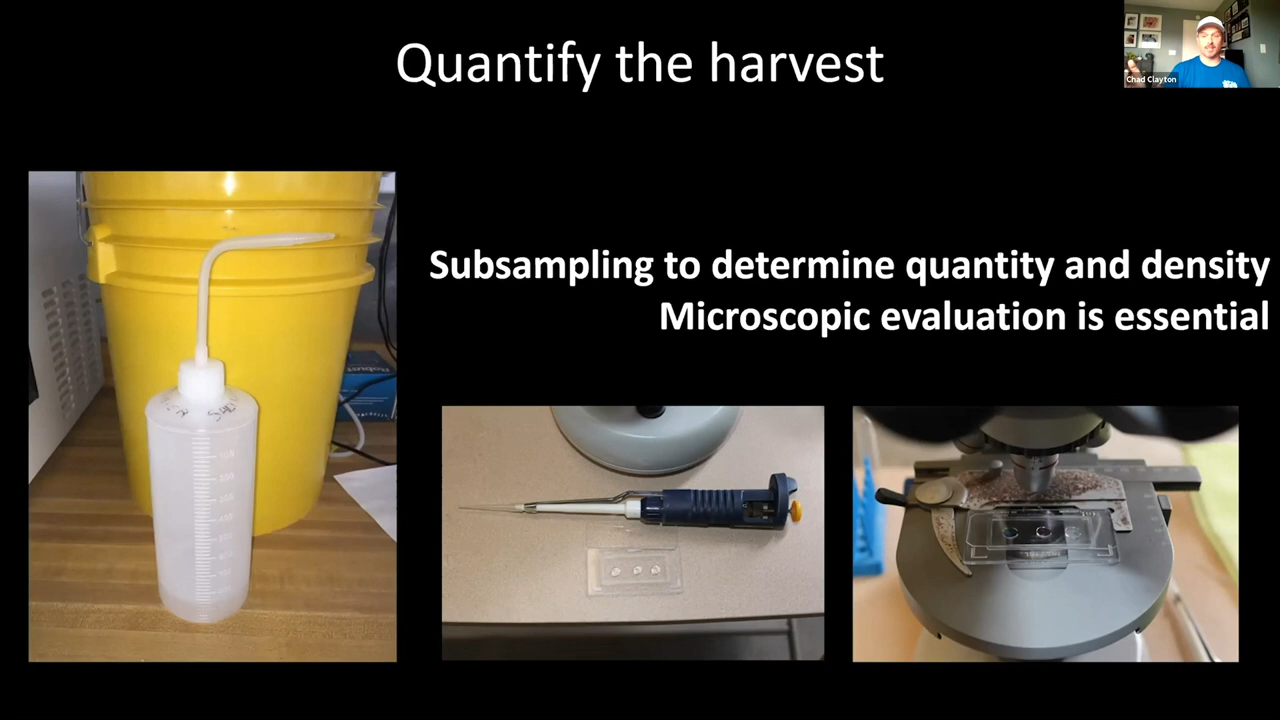 Quantify the harvest
Chad Clayton
Subsampling to determine quantity and density
Microscopic evaluation is essential